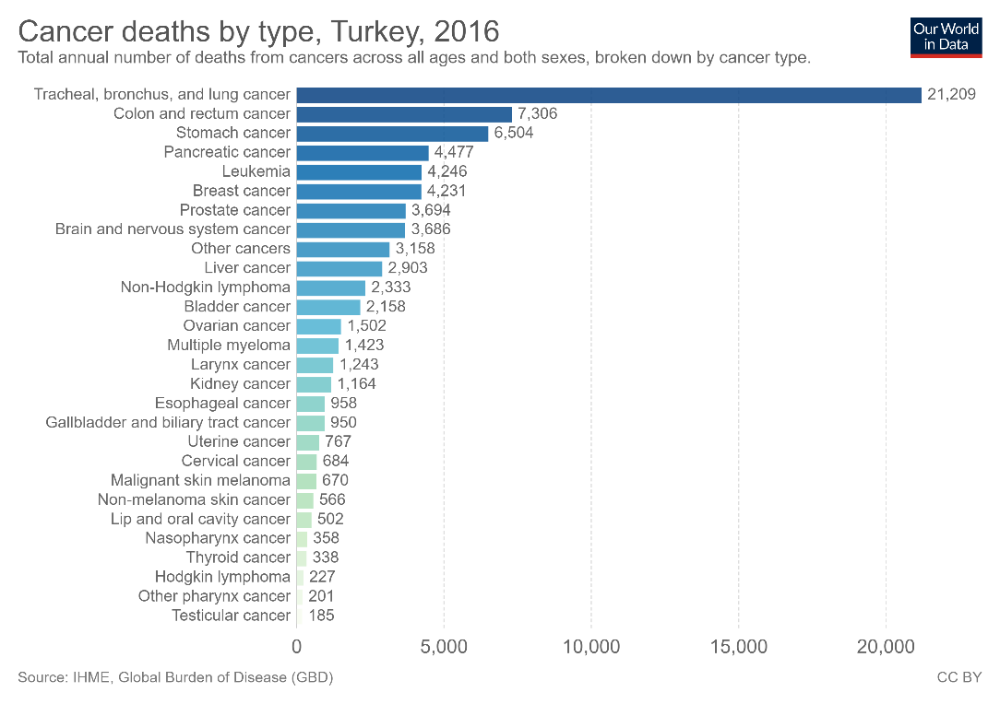 Cancer deaths by type, Turkey, 2016
Total annual number of deaths from cancers across all ages and both sexes, broken down by cancer type.
Our World
in Data
Tracheal, bronchus, and lung cancer 21,209
Colon and rectum cancer 7,306
Stomach cancer 6,504
Pancreatic cancer 4,477
Leukemia 4,246
Breast cancer 4,231
Prostate cancer 3,694
Brain and nervous system cancer 3,686
Other cancers 3,158
Liver cancer 2,903
Non-Hodgkin lymphoma 2,333
Bladder cancer 2,158
Ovarian cancer 1,502
Multiple myeloma 1,423
Larynx cancer 1,243
Kidney cancer 1,164
Esophageal cancer 958
Gallbladder and biliary tract cancer 950
Uterine cancer 767
Cervical cancer 684
Malignant skin melanoma 670
Non-melanoma skin cancer 566
Lip and oral cavity cancer 502
Nasopharynx cancer 358
Thyroid cancer 338
Hodgkin lymphoma 227
Other pharynx cancer 201
Testicular cancer 185
0 5,000 10,000 15,000 20,000
Source: IHME, Global Burden of Disease (GBD) CC BY